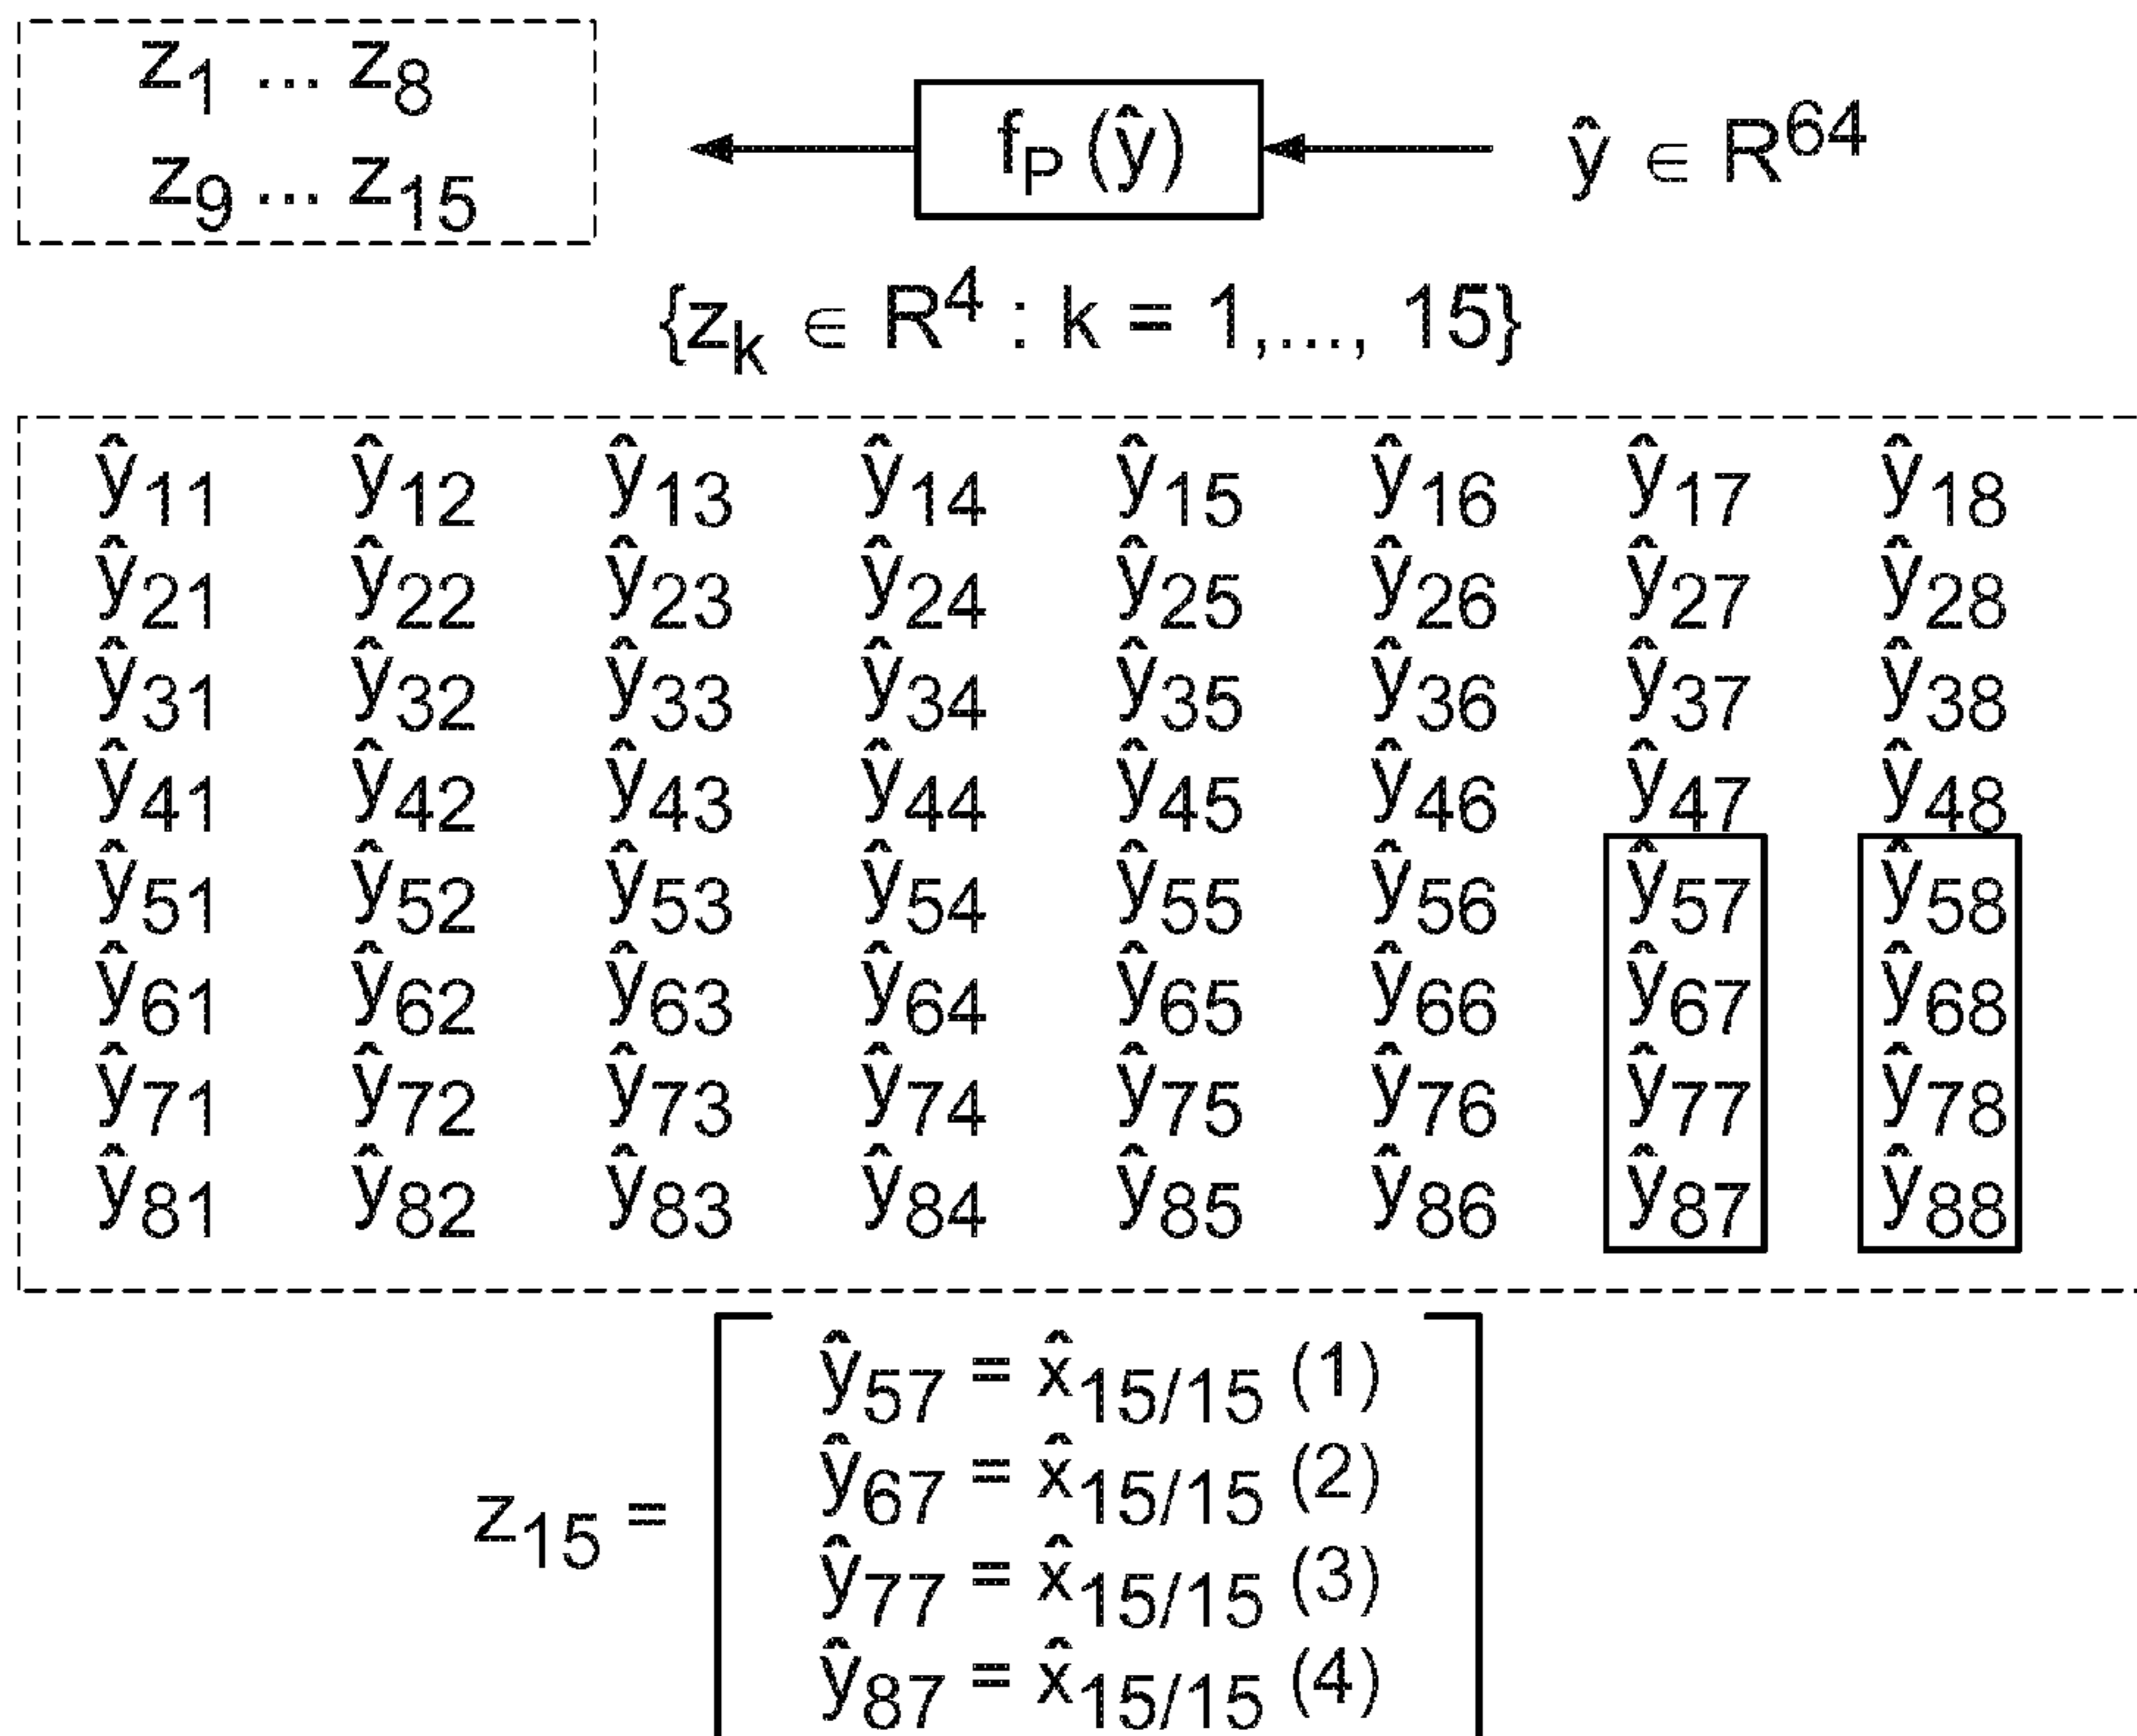 z₁ ... z₈
f_P (ŷ)
ŷ ∈ R⁶⁴
z₉ ... z₁₅
{z_k ∈ R⁴ : k = 1,..., 15}
ŷ₁₁ ŷ₁₂ ŷ₁₃ ŷ₁₄ ŷ₁₅ ŷ₁₆ ŷ₁₇ ŷ₁₈
ŷ₂₁ ŷ₂₂ ŷ₂₃ ŷ₂₄ ŷ₂₅ ŷ₂₆ ŷ₂₇ ŷ₂₈
ŷ₃₁ ŷ₃₂ ŷ₃₃ ŷ₃₄ ŷ₃₅ ŷ₃₆ ŷ₃₇ ŷ₃₈
ŷ₄₁ ŷ₄₂ ŷ₄₃ ŷ₄₄ ŷ₄₅ ŷ₄₆ ŷ₄₇ ŷ₄₈
ŷ₅₁ ŷ₅₂ ŷ₅₃ ŷ₅₄ ŷ₅₅ ŷ₅₆ ŷ₅₇ ŷ₅₈
ŷ₆₁ ŷ₆₂ ŷ₆₃ ŷ₆₄ ŷ₆₅ ŷ₆₆ ŷ₆₇ ŷ₆₈
ŷ₇₁ ŷ₇₂ ŷ₇₃ ŷ₇₄ ŷ₇₅ ŷ₇₆ ŷ₇₇ ŷ₇₈
ŷ₈₁ ŷ₈₂ ŷ₈₃ ŷ₈₄ ŷ₈₅ ŷ₈₆ ŷ₈₇ ŷ₈₈
z₁₅ =
ŷ₅₇ = x̂₁₅/₁₅ (1)
ŷ₆₇ = x̂₁₅/₁₅ (2)
ŷ₇₇ = x̂₁₅/₁₅ (3)
ŷ₈₇ = x̂₁₅/₁₅ (4)